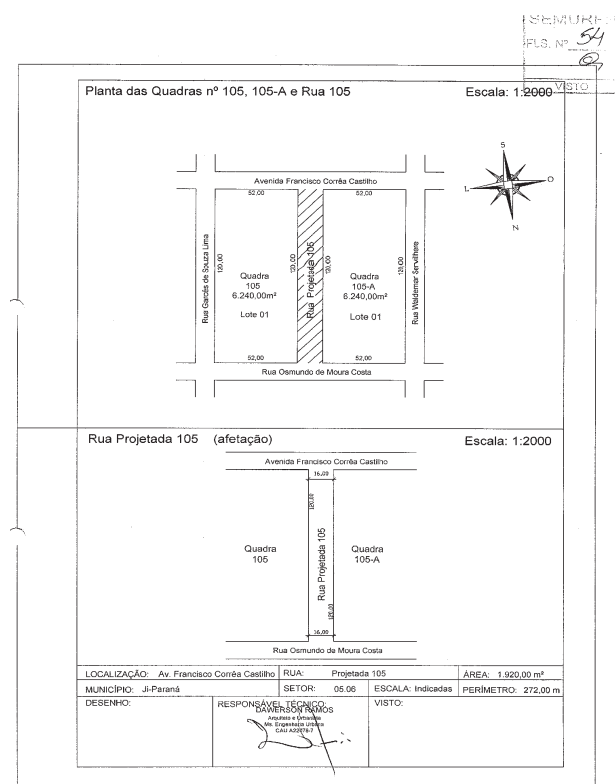 SEMURF
FLS. Nº 54
VISTO
Planta das Quadras nº 105, 105-A e Rua 105 Escala: 1:2000
S
L O
N
Avenida Francisco Corrêa Castilho
52,00 52,00
Rua Garcês de Souza Lima
120,00
Quadra
105
6.240,00m²
Lote 01
120,00
Rua Projetada 105
120,00
Quadra
105-A
6.240,00m²
Lote 01
120,00
Rua Waldemar Servilhere
52,00 52,00
Rua Osmundo de Moura Costa
Rua Projetada 105 (afetação) Escala: 1:2000
Avenida Francisco Corrêa Castilho
16,00
120,00
Quadra
105
Rua Projetada 105
Quadra
105-A
120,00
16,00
Rua Osmundo de Moura Costa
LOCALIZAÇÃO: Av. Francisco Corrêa Castilho RUA: Projetada 105 ÁREA: 1.920,00 m²
MUNICÍPIO: Ji-Paraná SETOR: 05.06 ESCALA: Indicadas PERÍMETRO: 272,00 m
DESENHO: RESPONSÁVEL TÉCNICO: VISTO:
DAWERSON RAMOS
Arquiteto e Urbanista
Ms. Engenharia Urbana